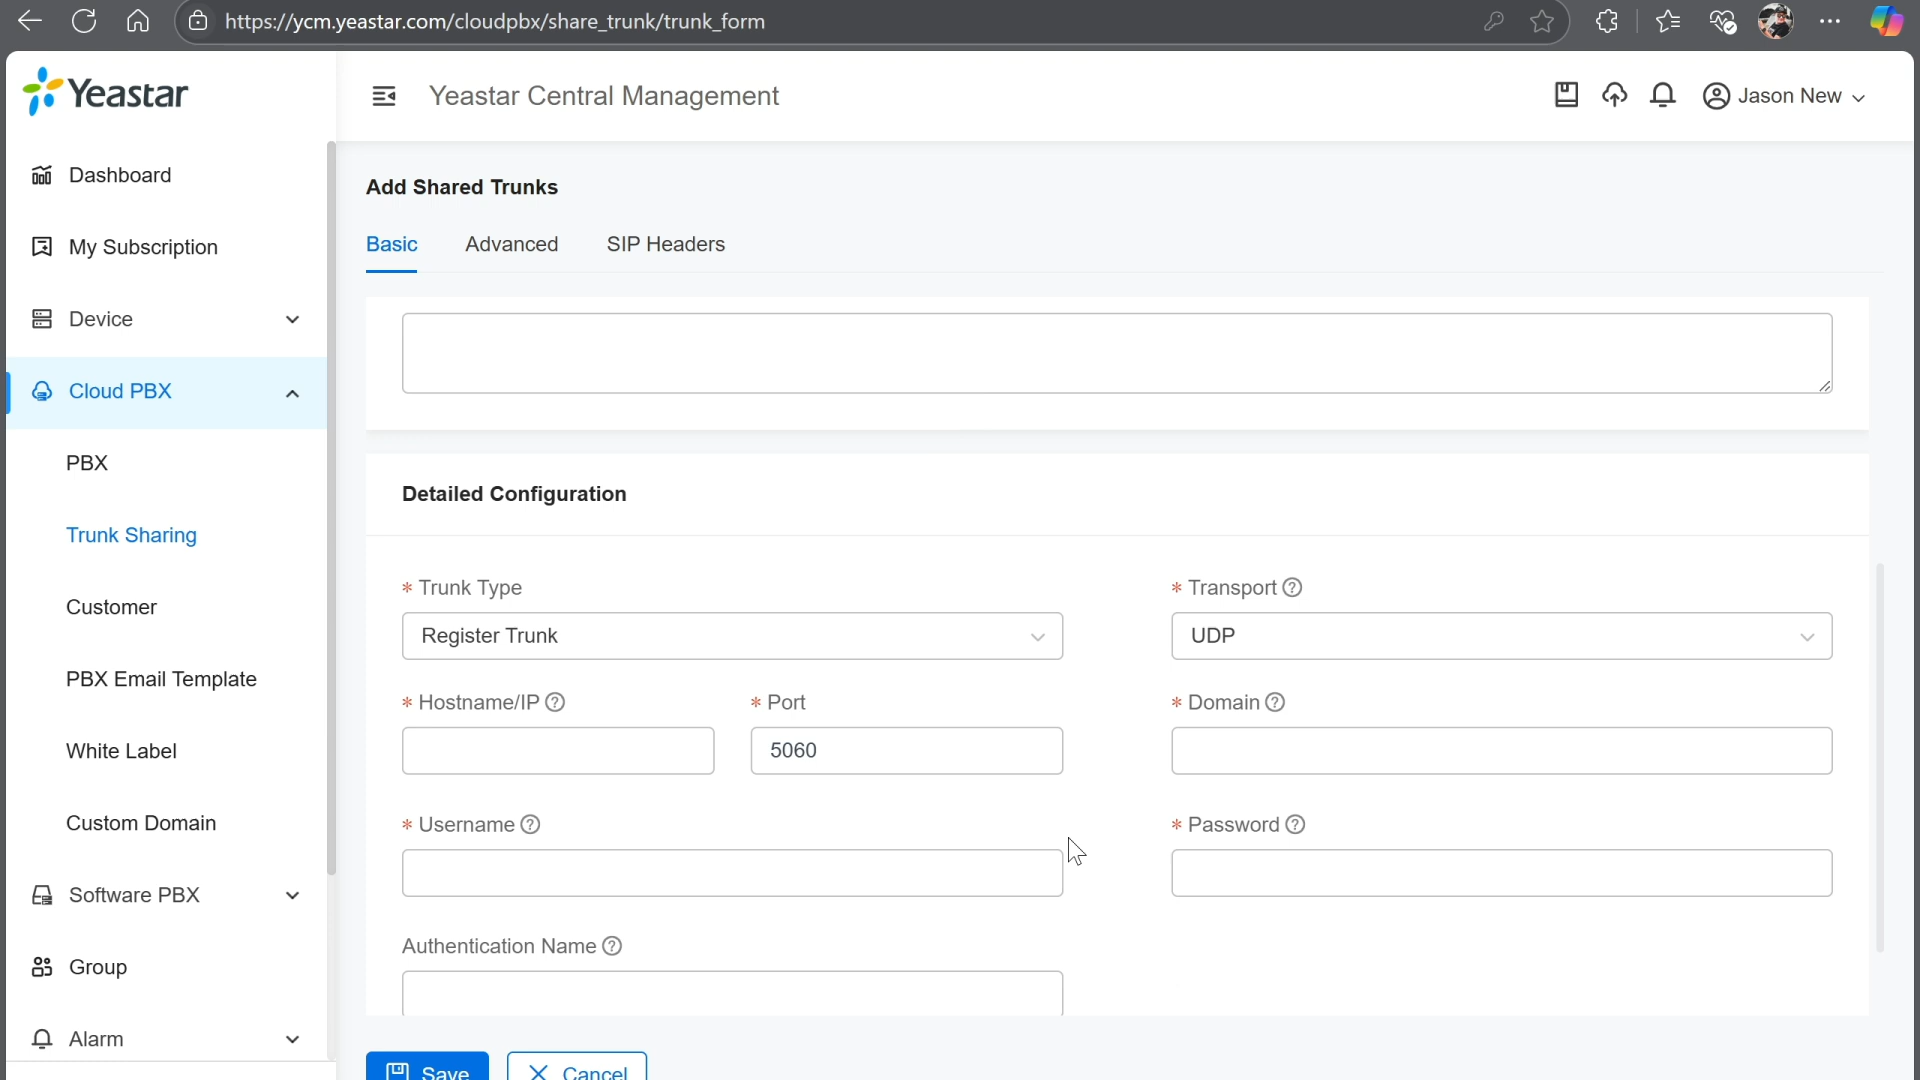 https://ycm.yeastar.com/cloudpbx/share_trunk/trunk_form
Yeastar
Yeastar Central Management
Jason New
Dashboard
My Subscription
Device
Cloud PBX
PBX
Trunk Sharing
Customer
PBX Email Template
White Label
Custom Domain
Software PBX
Group
Alarm
Add Shared Trunks
Basic Advanced SIP Headers
Detailed Configuration
* Trunk Type
Register Trunk
* Transport ?
UDP
* Hostname/IP ?
* Port
5060
* Domain ?
* Username ?
* Password ?
Authentication Name ?
Save Cancel